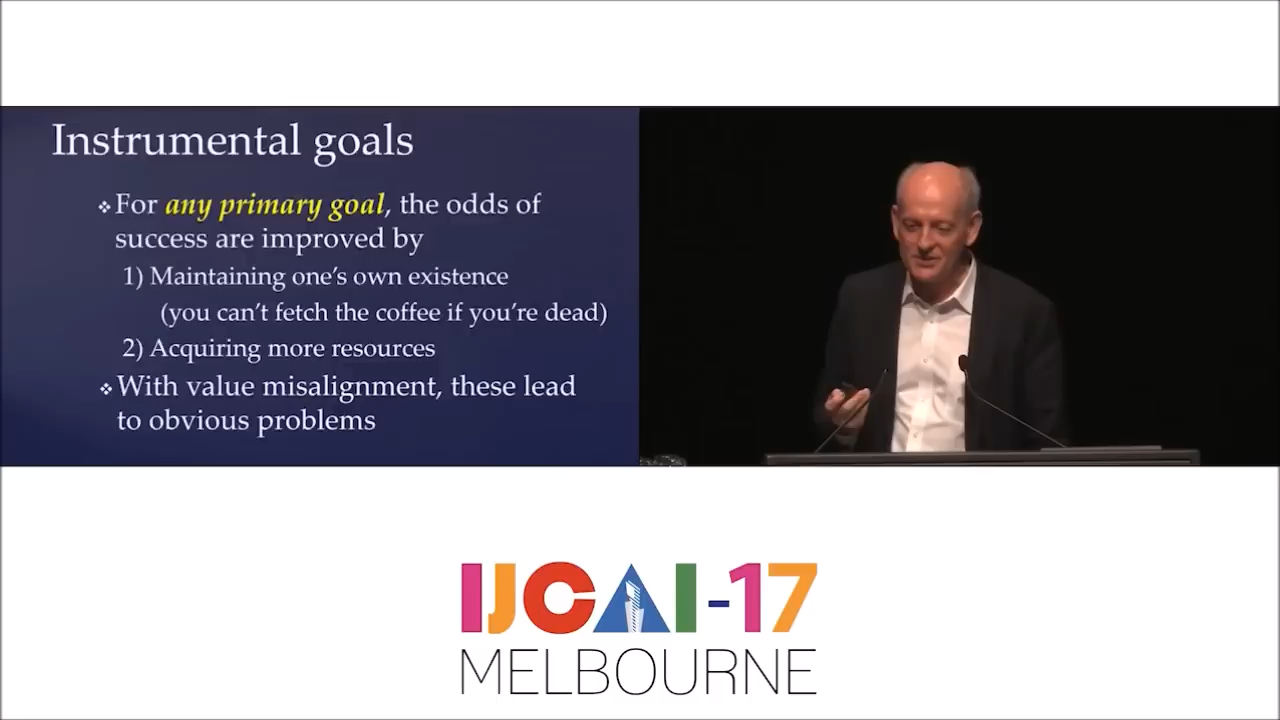 Instrumental goals
❖For any primary goal, the odds of
success are improved by
1) Maintaining one's own existence
(you can't fetch the coffee if you're dead)
2) Acquiring more resources
❖With value misalignment, these lead
to obvious problems
IJCAI-17
MELBOURNE